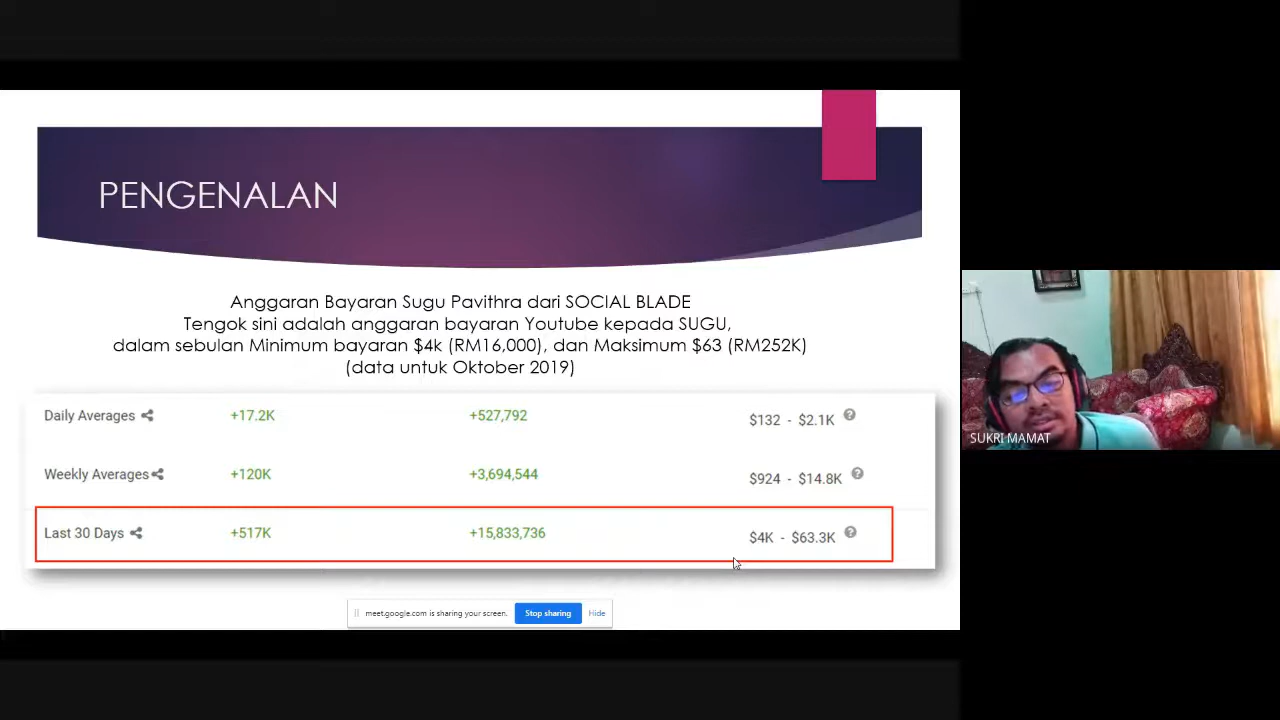 PENGENALAN
Anggaran Bayaran Sugu Pavithra dari SOCIAL BLADE
Tengok sini adalah anggaran bayaran Youtube kepada SUGU,
dalam sebulan Minimum bayaran $4k (RM16,000), dan Maksimum $63 (RM252K)
(data untuk Oktober 2019)
Daily Averages +17.2K +527,792 $132 - $2.1K ?
Weekly Averages +120K +3,694,544 $924 - $14.8K ?
Last 30 Days +517K +15,833,736 $4K - $63.3K ?
meet.google.com is sharing your screen. Stop sharing Hide
SUKRI MAMAT